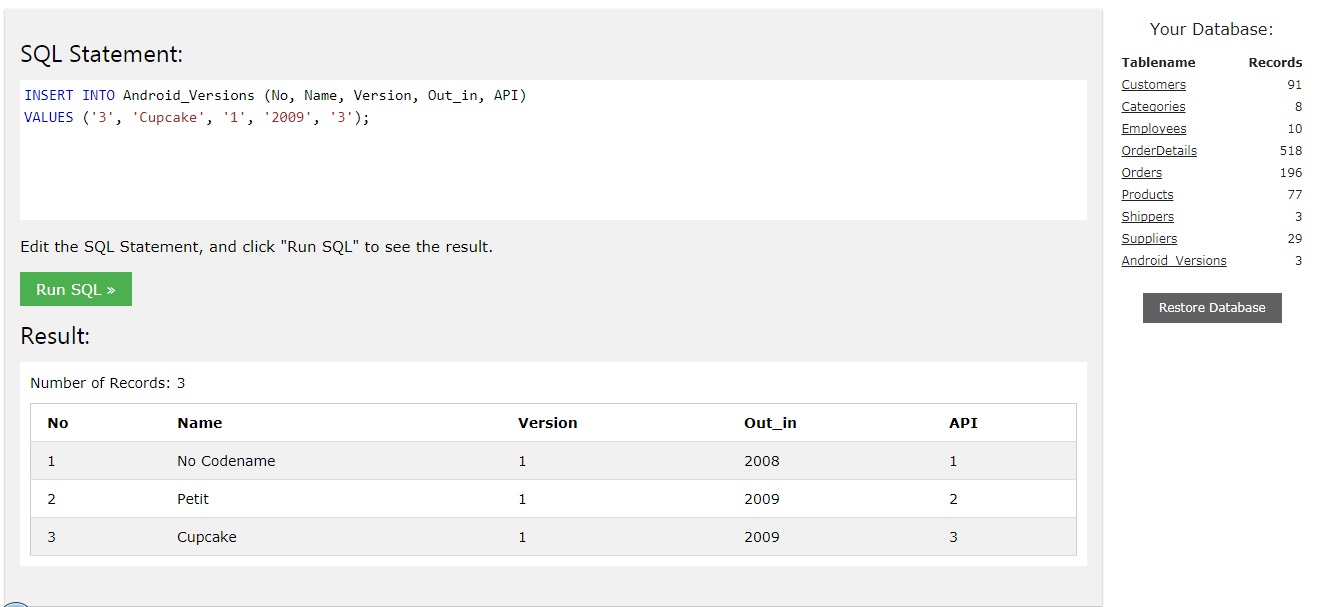 SQL Statement:
INSERT INTO Android_Versions (No, Name, Version, Out_in, API)
VALUES ('3', 'Cupcake', '1', '2009', '3');
Edit the SQL Statement, and click "Run SQL" to see the result.
Run SQL »
Result:
Number of Records: 3
No Name Version Out_in API
1 No Codename 1 2008 1
2 Petit 1 2009 2
3 Cupcake 1 2009 3
Your Database:
Tablename Records
Customers 91
Categories 8
Employees 10
OrderDetails 518
Orders 196
Products 77
Shippers 3
Suppliers 29
Android_Versions 3
Restore Database